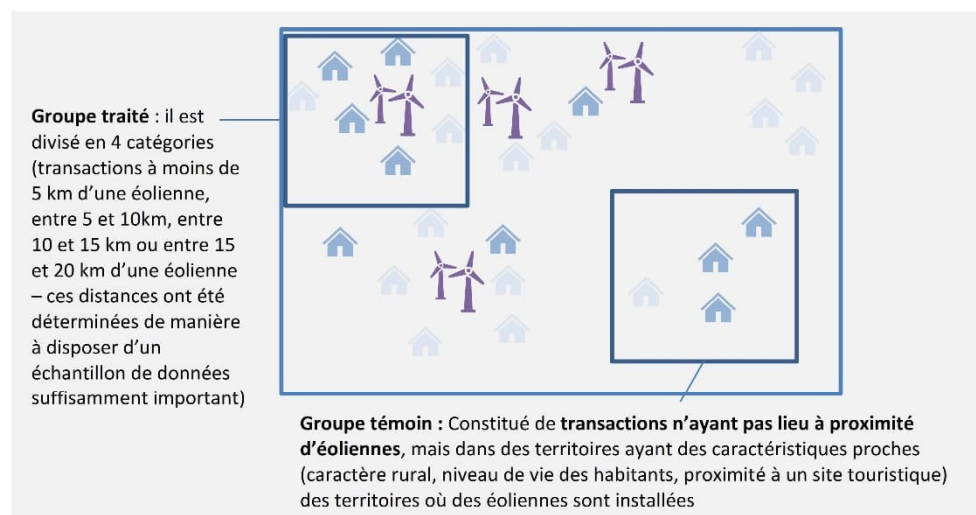 Groupe traité : il est
divisé en 4 catégories
(transactions à moins de
5 km d’une éolienne,
entre 5 et 10km, entre
10 et 15 km ou entre 15
et 20 km d’une éolienne
– ces distances ont été
déterminées de manière
à disposer d’un
échantillon de données
suffisamment important)
Groupe témoin : Constitué de transactions n’ayant pas lieu à proximité
d’éoliennes, mais dans des territoires ayant des caractéristiques proches
(caractère rural, niveau de vie des habitants, proximité à un site touristique)
des territoires où des éoliennes sont installées